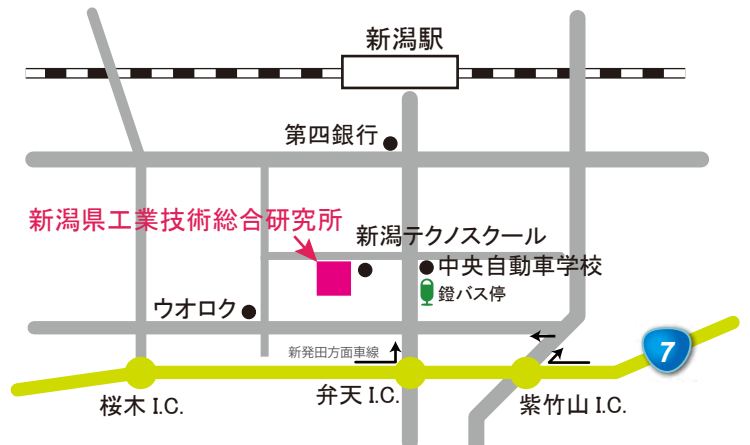 新潟駅
第四銀行
新潟県工業技術総合研究所
新潟テクノスクール
中央自動車学校
鐙バス停
ウオロク
新発田方面車線
7
桜木 I.C.
弁天 I.C.
紫竹山 I.C.